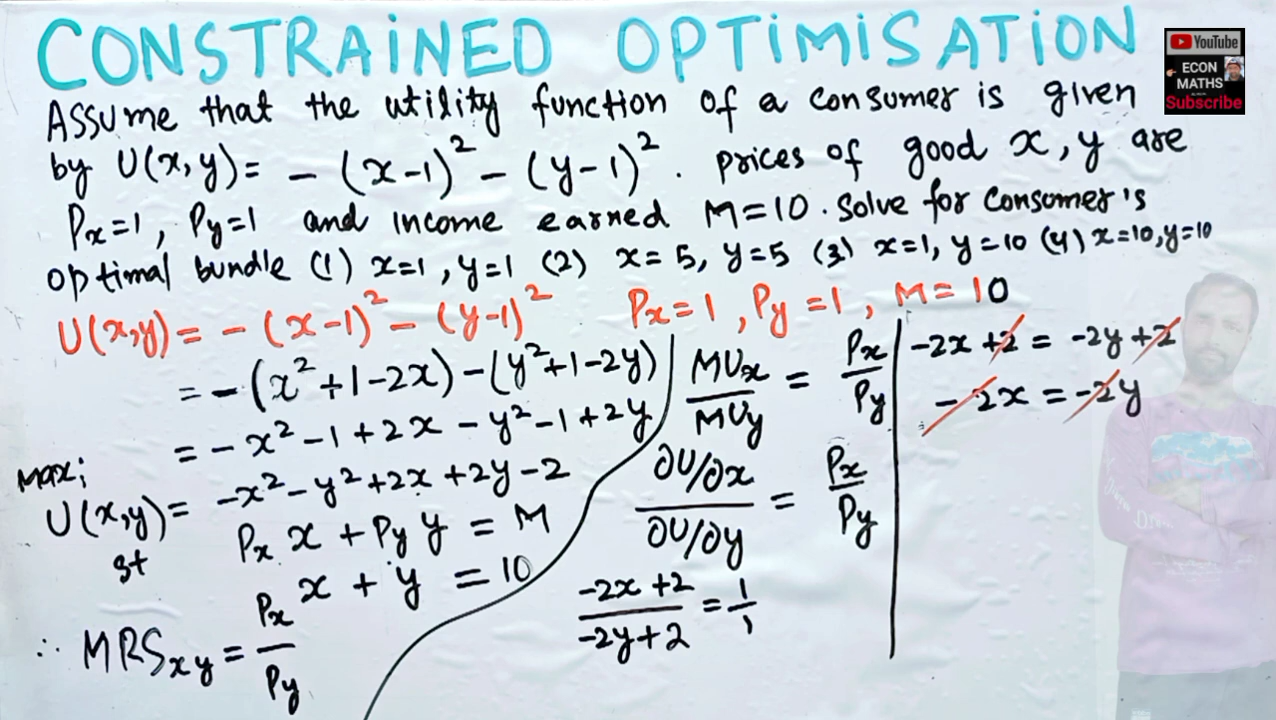 CONSTRAINED OPTIMISATION
YouTube
ECON
MATHS
Subscribe
Assume that the utility function of a consumer is given
by U(x,y) = - (x-1)² - (y-1)². prices of good x, y are
Px=1, Py=1 and income earned M=10. Solve for consumer's
optimal bundle (1) x=1, y=1 (2) x=5, y=5 (3) x=1, y=10 (4) x=10, y=10
U(x,y) = - (x-1)² - (y-1)² Px=1, Py=1, M=10
= - (x²+1-2x) - (y²+1-2y)
= - x² -1 + 2x - y² -1 + 2y
Max;
U(x,y) = -x² - y² + 2x + 2y - 2
st Px x + Py y = M
x + y = 10
∴ MRSxy = Px/Py
MUx/MUy = Px/Py
∂U/∂x / ∂U/∂y = Px/Py
-2x+2 / -2y+2 = 1/1
-2x+2 = -2y+2
-2x = -2y